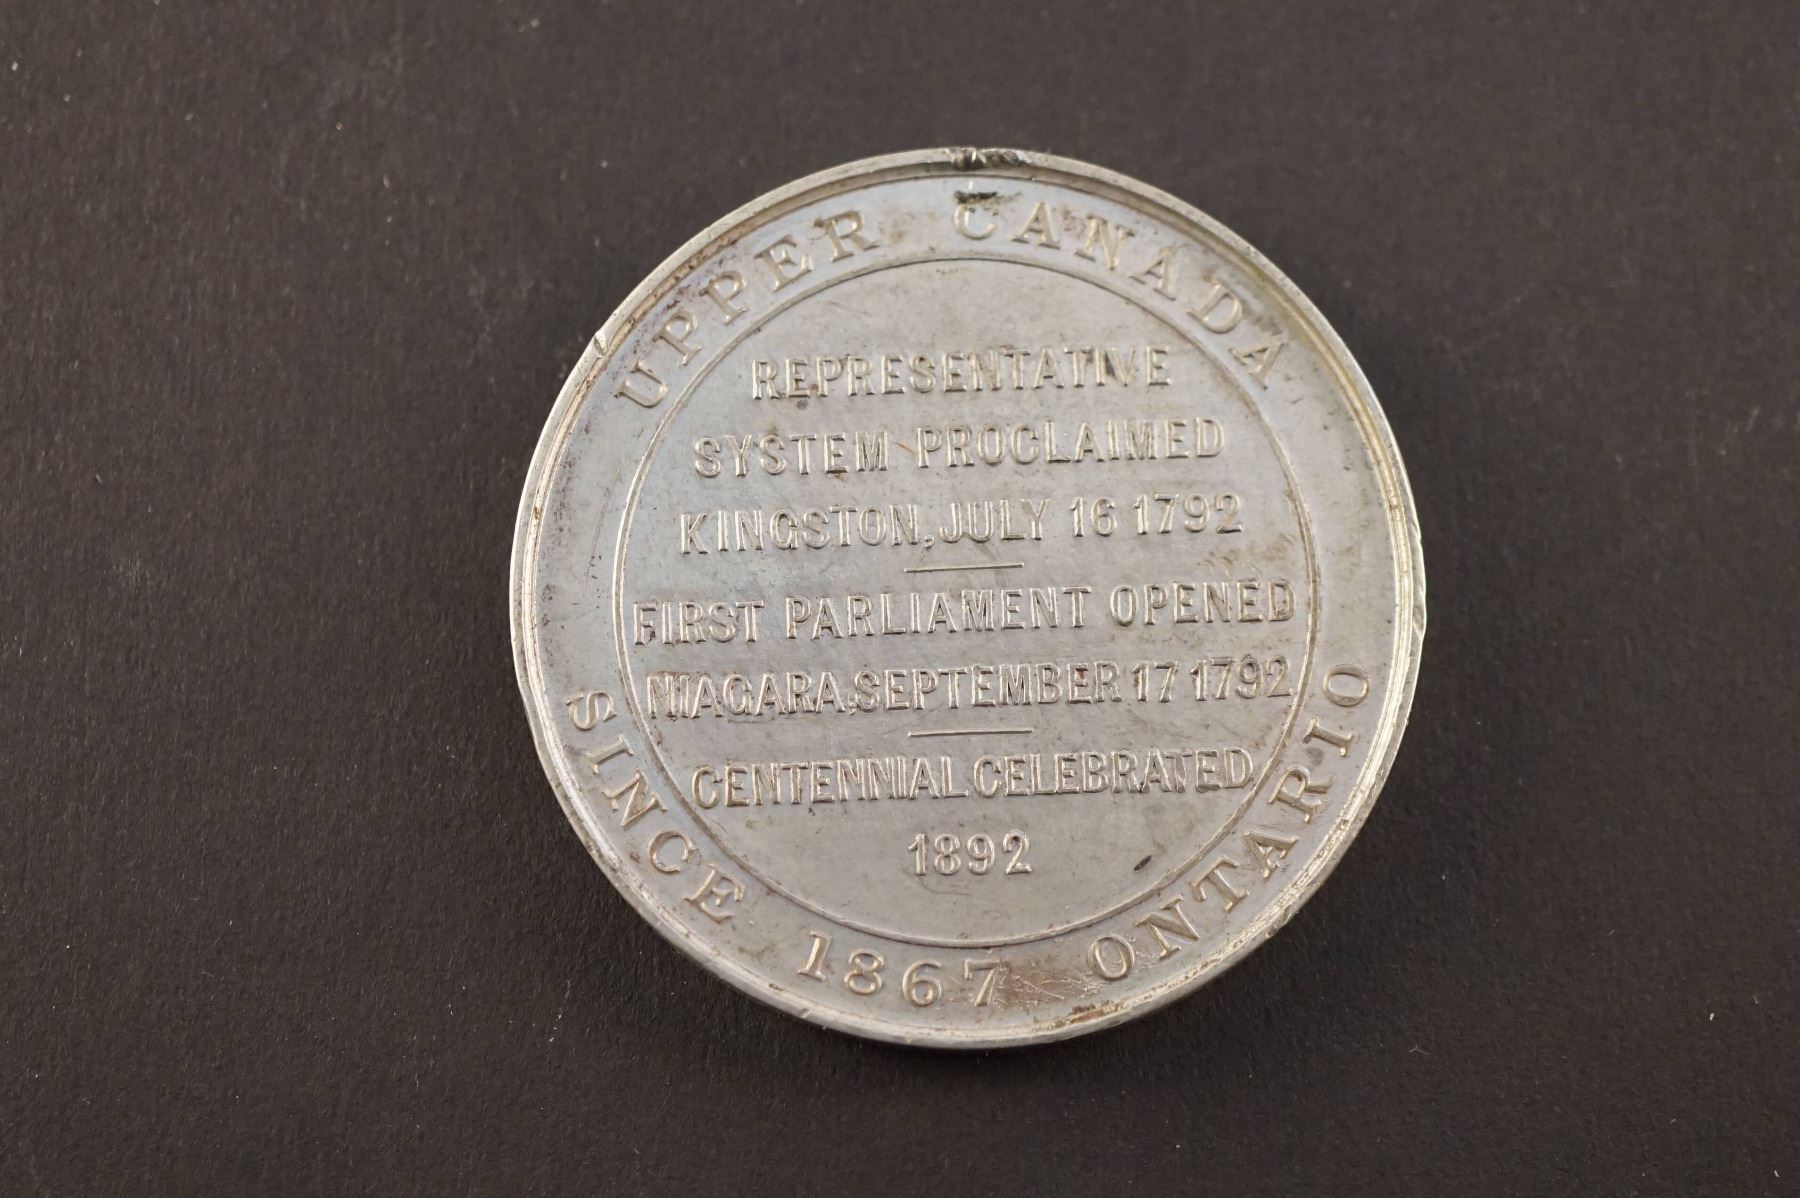 UPPER CANADA
REPRESENTATIVE
SYSTEM PROCLAIMED
KINGSTON, JULY 16 1792
FIRST PARLIAMENT OPENED
NIAGARA, SEPTEMBER 17 1792
CENTENNIAL CELEBRATED
1892
SINCE 1867 ONTARIO